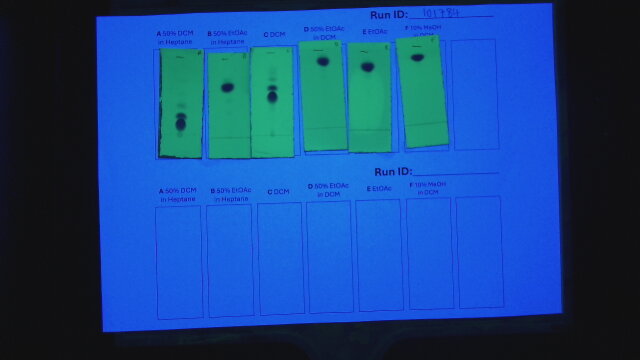 Run ID: 101784
A 50% DCM in Heptane
B 50% EtOAc in Heptane
C DCM
D 50% EtOAc in DCM
E EtOAc
F 10% MeOH in DCM
Run ID:
A 50% DCM in Heptane
B 50% EtOAc in Heptane
C DCM
D 50% EtOAc in DCM
E EtOAc
F 10% MeOH in DCM